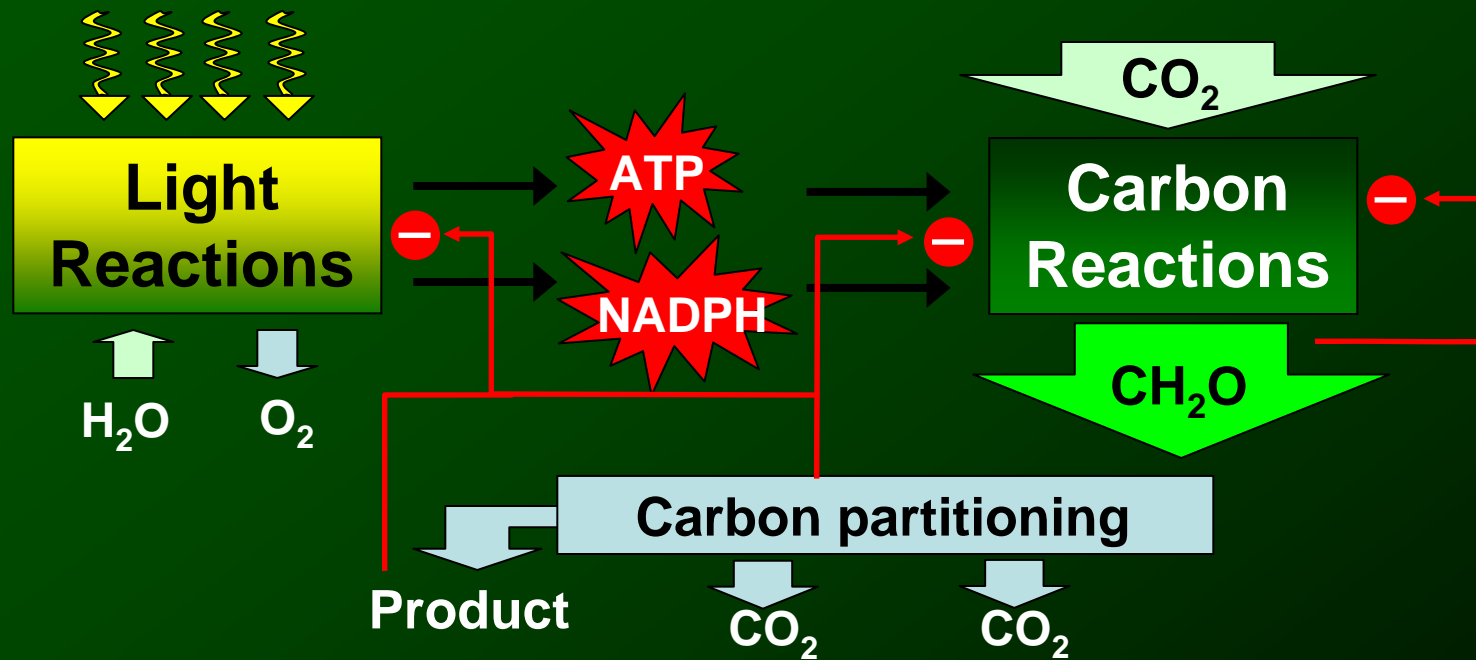 CO₂
Light
Reactions
ATP
NADPH
Carbon
Reactions
−
−
−
H₂O
O₂
CH₂O
Carbon partitioning
Product
CO₂
CO₂